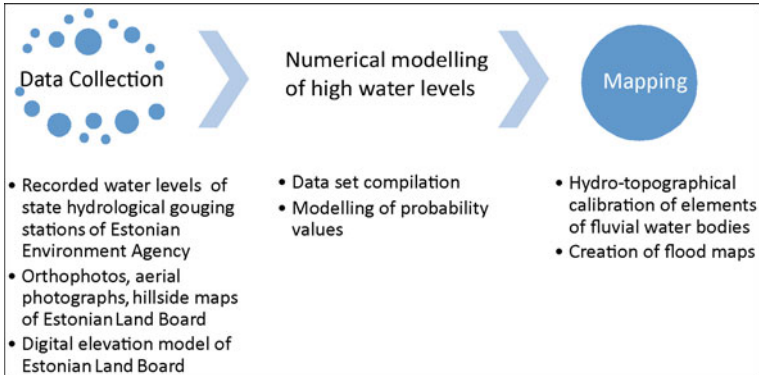 Data Collection
Numerical modelling
of high water levels
Mapping
• Recorded water levels of
state hydrological gouging
stations of Estonian
Environment Agency
• Orthophotos, aerial
photographs, hillside maps
of Estonian Land Board
• Digital elevation model of
Estonian Land Board
• Data set compilation
• Modelling of probability
values
• Hydro-topographical
calibration of elements
of fluvial water bodies
• Creation of flood maps